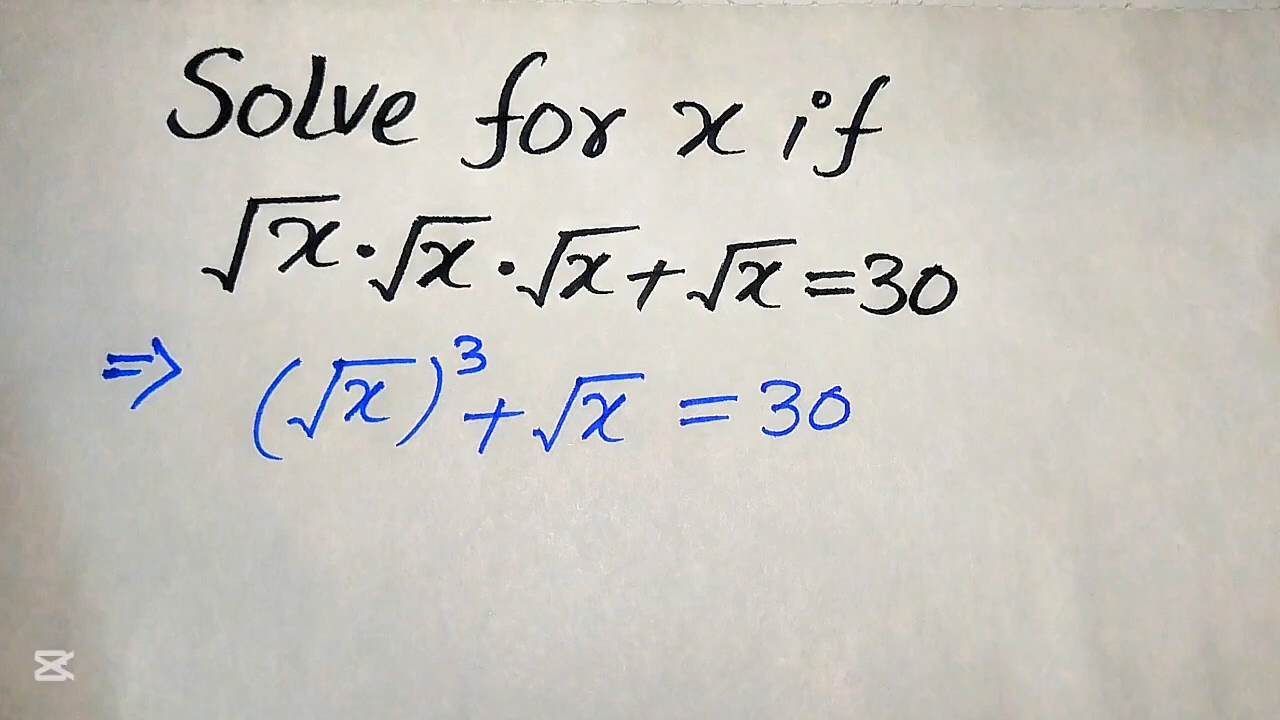 Solve for x if
√x·√x·√x+√x=30
⇒ (√x)³+√x = 30